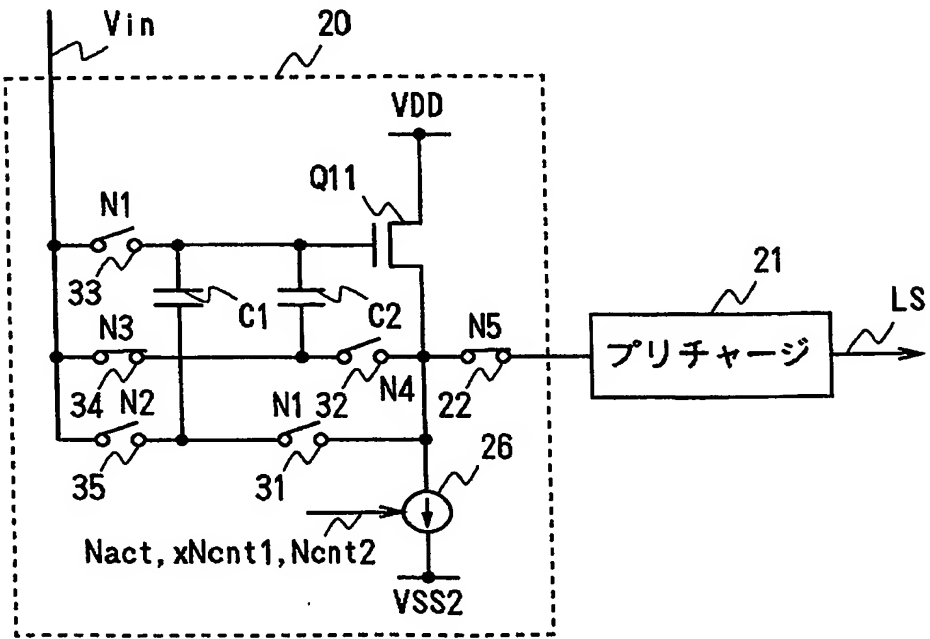 Vin
20
VDD
Q11
N1
33
C1
C2
N3
34
N2
35
N1
31
32
N4
N5
22
21
プリチャージ
LS
26
Nact, xNcnt1, Ncnt2
VSS2